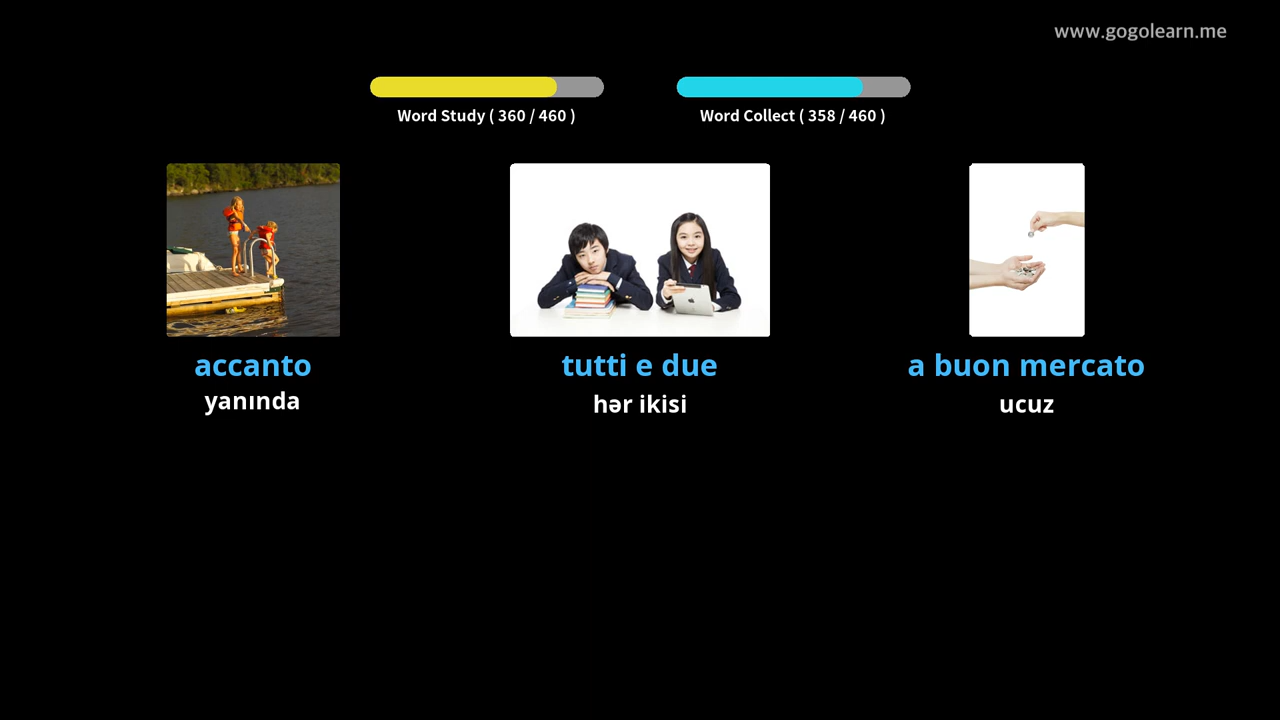 www.gogolearn.me
Word Study ( 360 / 460 )
Word Collect ( 358 / 460 )
accanto
yanında
tutti e due
hər ikisi
a buon mercato
ucuz